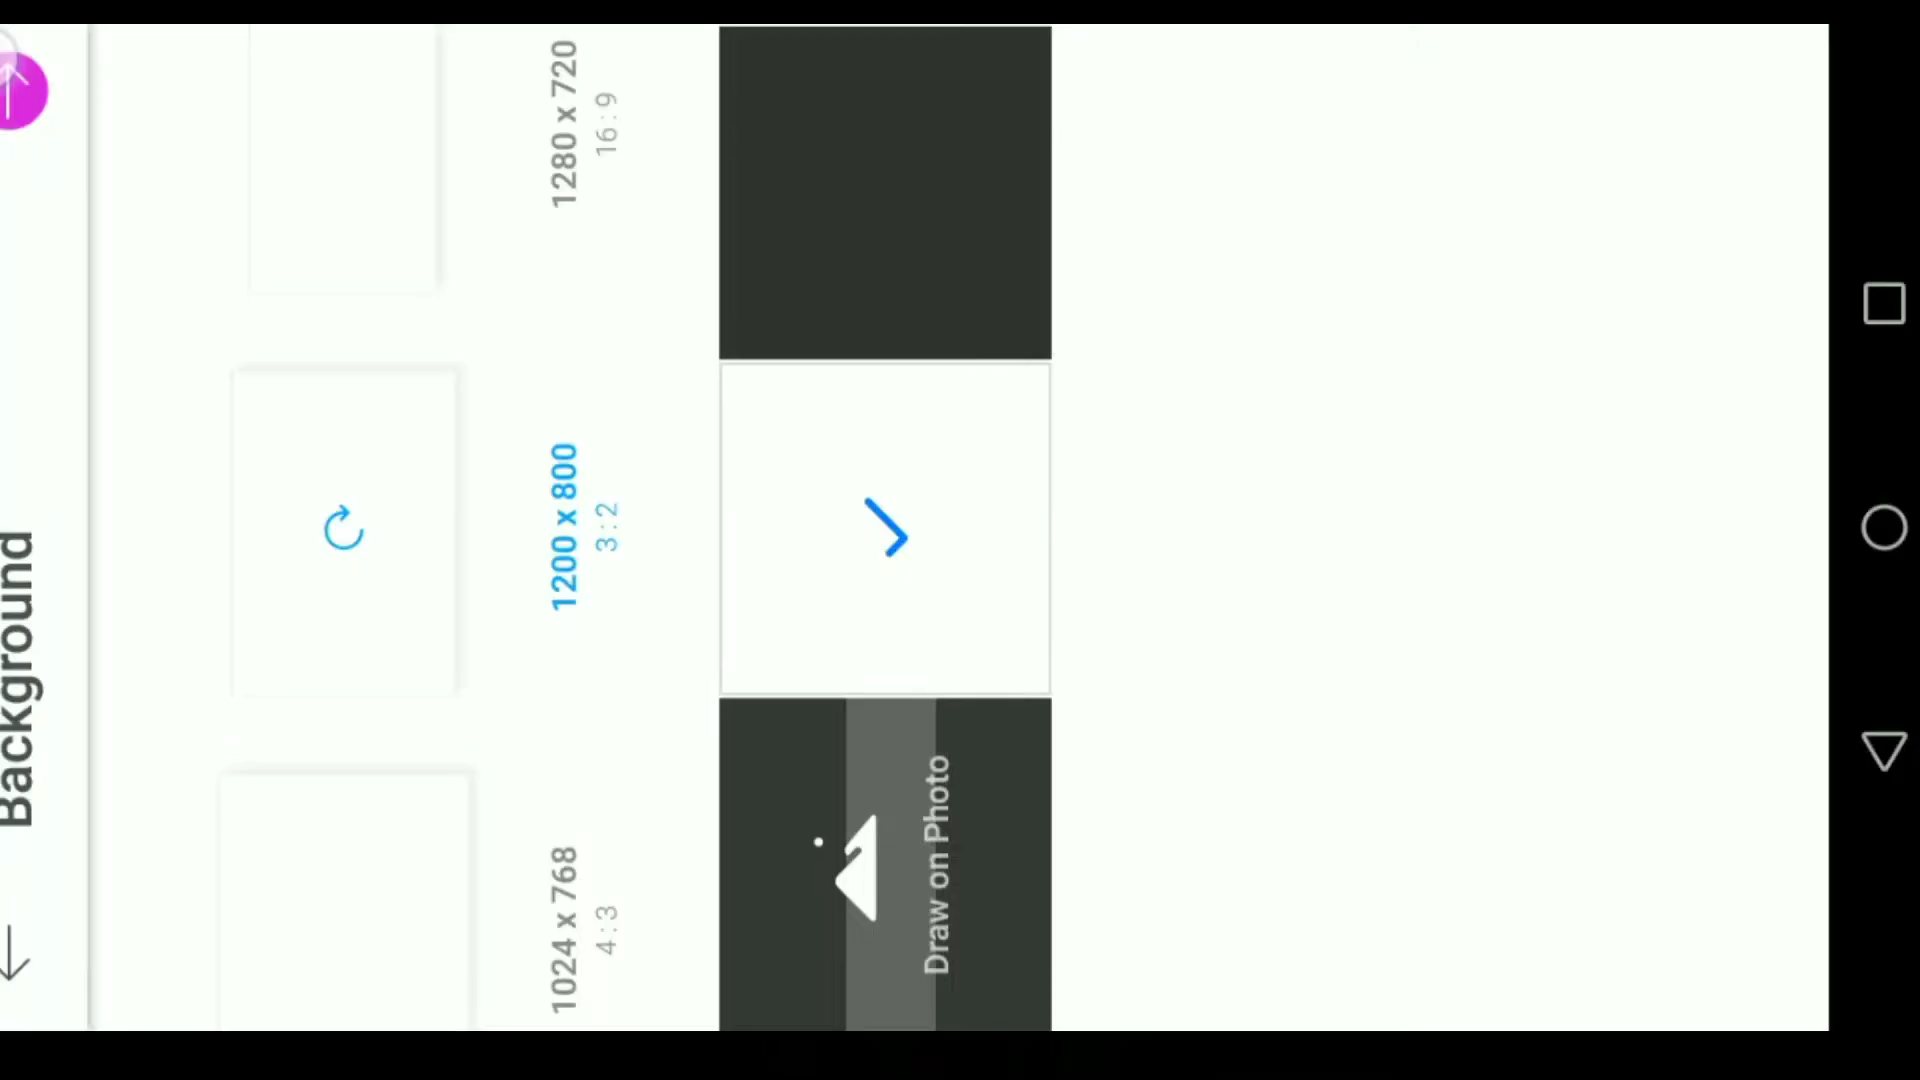 Background
1024 x 768
4 : 3
1200 x 800
3 : 2
1280 x 720
16 : 9
Draw on Photo